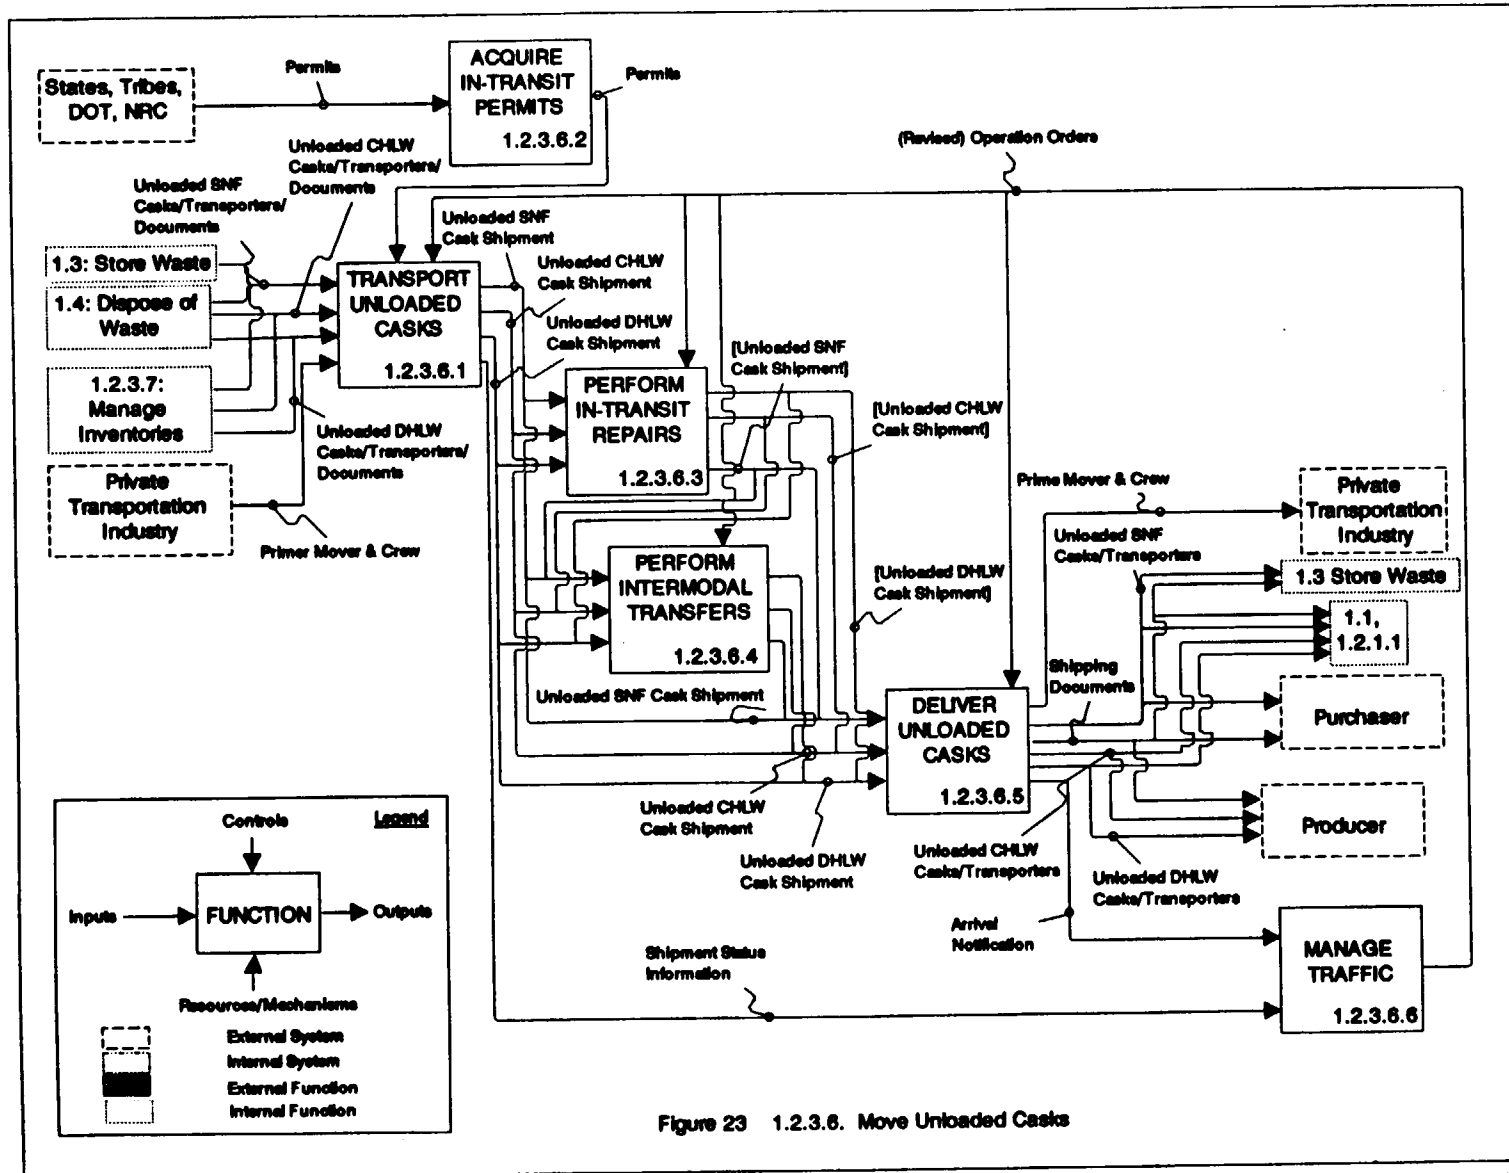 States, Tribes,
DOT, NRC
Permits
ACQUIRE
IN-TRANSIT
PERMITS
1.2.3.6.2
Permits
(Revised) Operation Orders
Unloaded CHLW
Casks/Transporters/
Documents
Unloaded SNF
Casks/Transporters/
Documents
1.3: Store Waste
1.4: Dispose of
Waste
1.2.3.7:
Manage
Inventories
Private
Transportation
Industry
Unloaded DHLW
Casks/Transporters/
Documents
Primer Mover & Crew
TRANSPORT
UNLOADED
CASKS
1.2.3.6.1
Unloaded SNF
Cask Shipment
Unloaded CHLW
Cask Shipment
Unloaded DHLW
Cask Shipment
PERFORM
IN-TRANSIT
REPAIRS
1.2.3.6.3
[Unloaded SNF
Cask Shipment]
[Unloaded CHLW
Cask Shipment]
[Unloaded DHLW
Cask Shipment]
PERFORM
INTERMODAL
TRANSFERS
1.2.3.6.4
Unloaded SNF Cask Shipment
Unloaded CHLW
Cask Shipment
Unloaded DHLW
Cask Shipment
DELIVER
UNLOADED
CASKS
1.2.3.6.5
Prime Mover & Crew
Unloaded SNF
Casks/Transporters
Shipping
Documents
Unloaded CHLW
Casks/Transporters
Unloaded DHLW
Casks/Transporters
Arrival
Notification
Private
Transportation
Industry
1.3 Store Waste
1.1,
1.2.1.1
Purchaser
Producer
MANAGE
TRAFFIC
1.2.3.6.6
Shipment Status
Information
Legend
Controls
Inputs
FUNCTION
Outputs
Resources/Mechanisms
External System
Internal System
External Function
Internal Function
Figure 23 1.2.3.6. Move Unloaded Casks